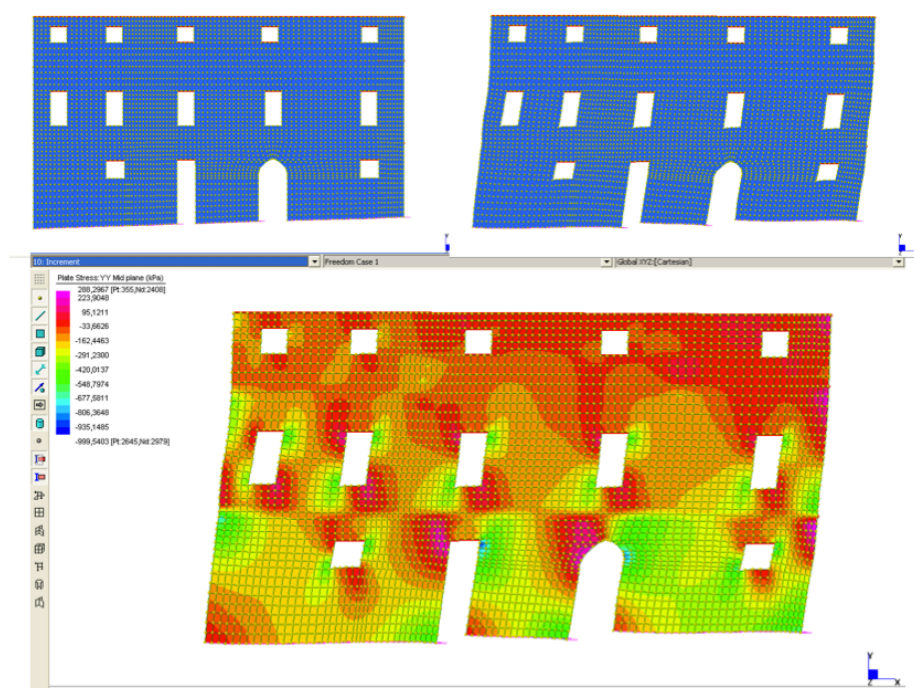 Y
Y
10: Increment
Freedom Case 1
Global XYZ:[Cartesian]
Plate Stress:YY Mid plane (kPa)
288,2967 [Pt:355,Nd:2408]
223,9048
95,1211
-33,6626
-162,4463
-291,2300
-420,0137
-548,7974
-677,5811
-806,3648
-935,1485
-999,5403 [Pt:2645,Nd:2979]
Y
Z X